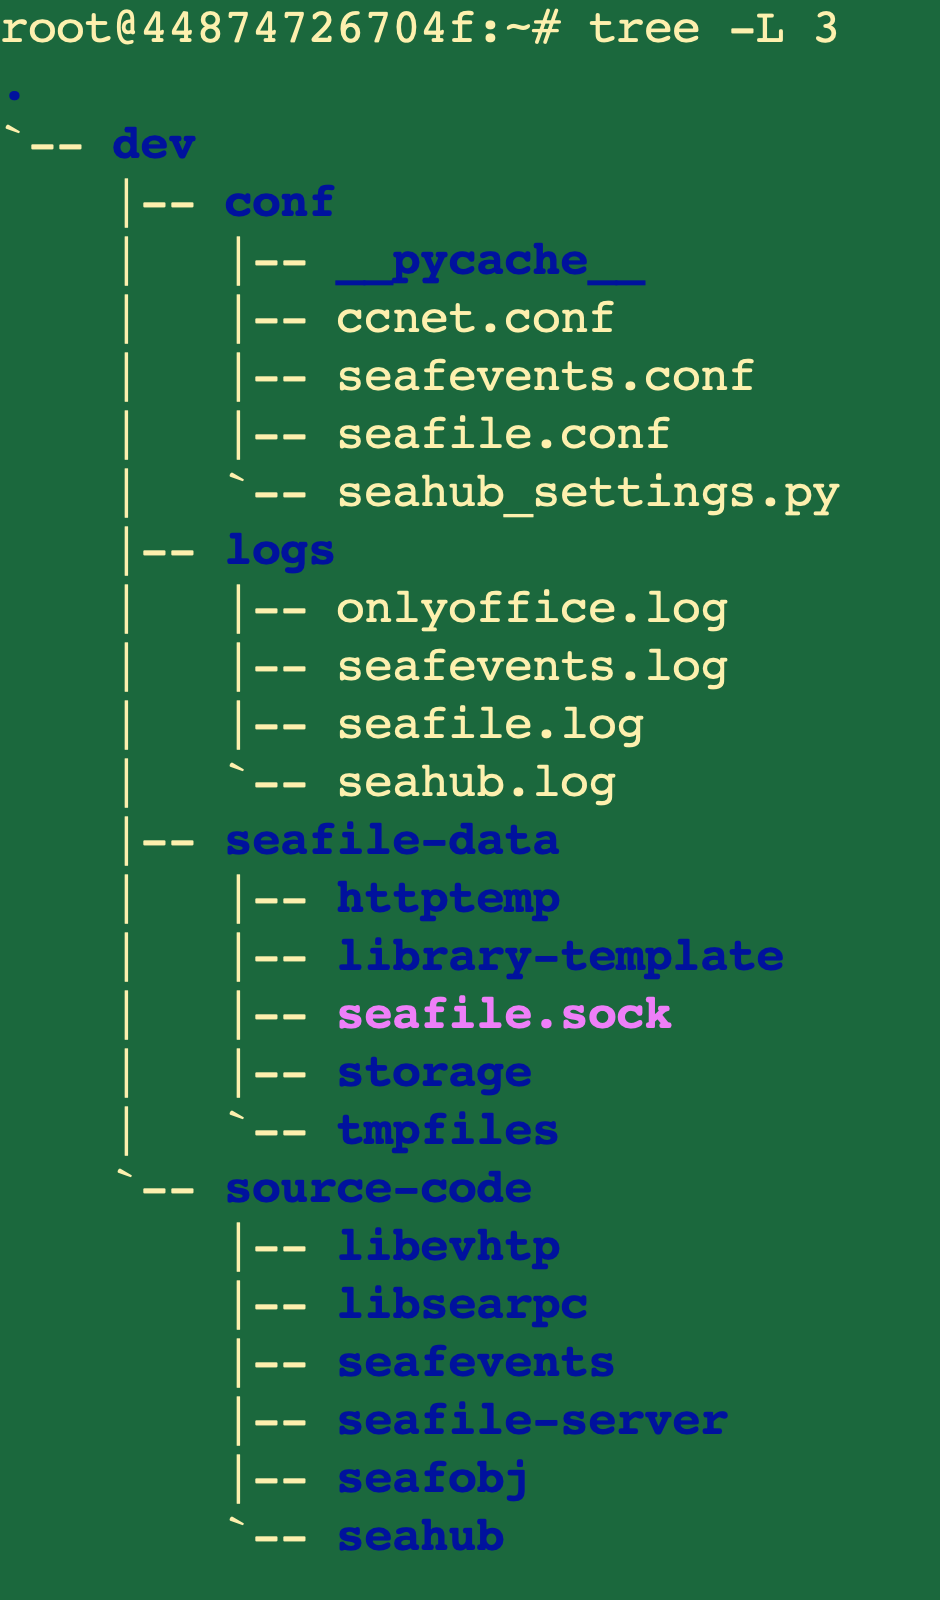 root@44874726704f:~# tree -L 3
.
`-- dev
    |-- conf
    |   |-- __pycache__
    |   |-- ccnet.conf
    |   |-- seafevents.conf
    |   |-- seafile.conf
    |   `-- seahub_settings.py
    |-- logs
    |   |-- onlyoffice.log
    |   |-- seafevents.log
    |   |-- seafile.log
    |   `-- seahub.log
    |-- seafile-data
    |   |-- httptemp
    |   |-- library-template
    |   |-- seafile.sock
    |   |-- storage
    |   `-- tmpfiles
    `-- source-code
        |-- libevhtp
        |-- libsearpc
        |-- seafevents
        |-- seafile-server
        |-- seafobj
        `-- seahub